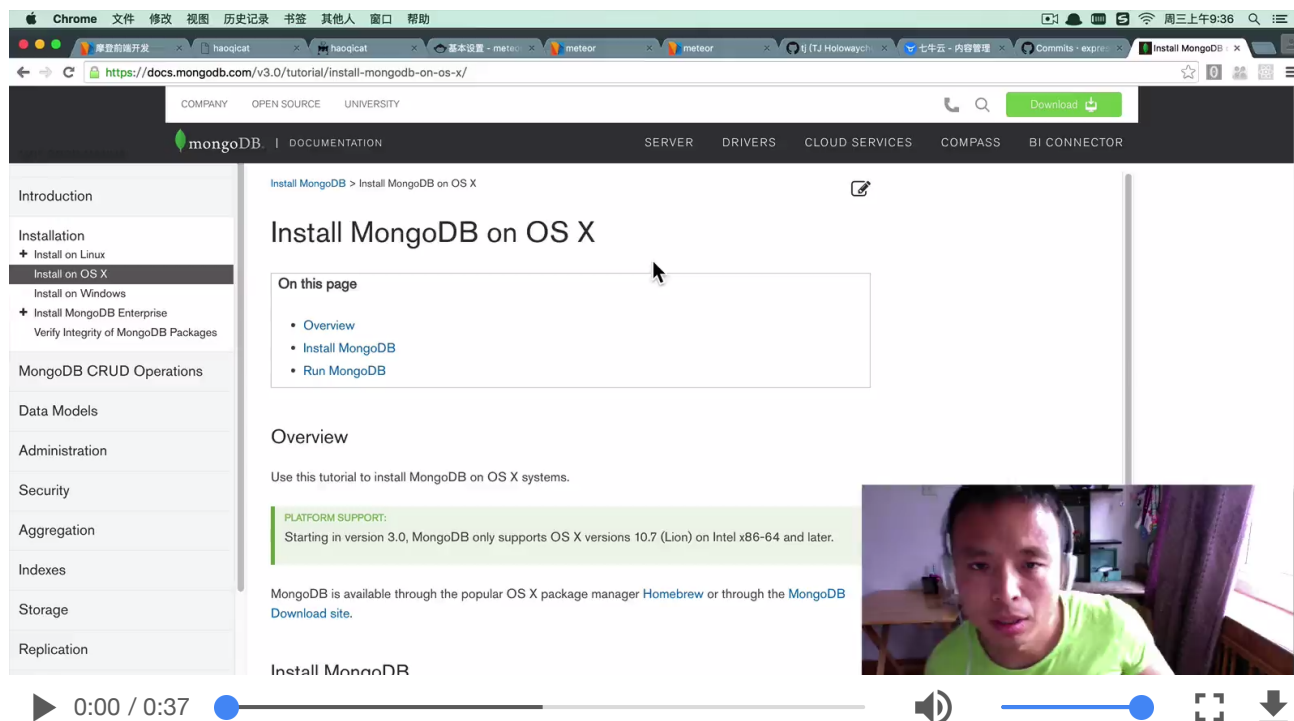 Chrome 文件 修改 视图 历史记录 书签 其他人 窗口 帮助 周三上午9:36
摩登前端开发 haoqicat haoqicat 基本设置 - meteo meteor meteor tj (TJ Holowaych 七牛云 - 内容管理 Commits · expres Install MongoDB
https://docs.mongodb.com/v3.0/tutorial/install-mongodb-on-os-x/
COMPANY OPEN SOURCE UNIVERSITY Download
mongoDB. | DOCUMENTATION SERVER DRIVERS CLOUD SERVICES COMPASS BI CONNECTOR
Introduction
Installation
+ Install on Linux
Install on OS X
Install on Windows
+ Install MongoDB Enterprise
Verify Integrity of MongoDB Packages
MongoDB CRUD Operations
Data Models
Administration
Security
Aggregation
Indexes
Storage
Replication
Install MongoDB > Install MongoDB on OS X
Install MongoDB on OS X
On this page
• Overview
• Install MongoDB
• Run MongoDB
Overview
Use this tutorial to install MongoDB on OS X systems.
PLATFORM SUPPORT:
Starting in version 3.0, MongoDB only supports OS X versions 10.7 (Lion) on Intel x86-64 and later.
MongoDB is available through the popular OS X package manager Homebrew or through the MongoDB
Download site.
Install MongoDB
0:00 / 0:37